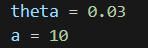 theta = 0.03
a = 10